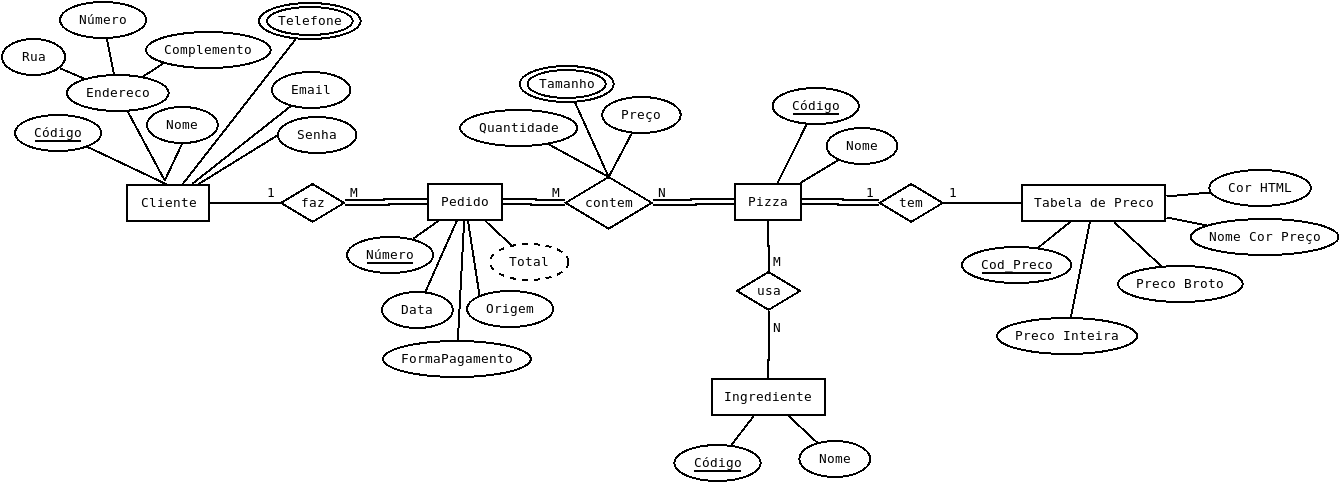 Número
Telefone
Rua
Complemento
Endereco
Email
Código
Nome
Senha
Cliente
1
faz
M
Pedido
Número
Total
Data
Origem
FormaPagamento
M
contem
N
Tamanho
Quantidade
Preço
Código
Nome
Pizza
1
tem
1
Tabela de Preco
Cor HTML
Nome Cor Preço
Cod_Preco
Preco Broto
Preco Inteira
M
usa
N
Ingrediente
Código
Nome